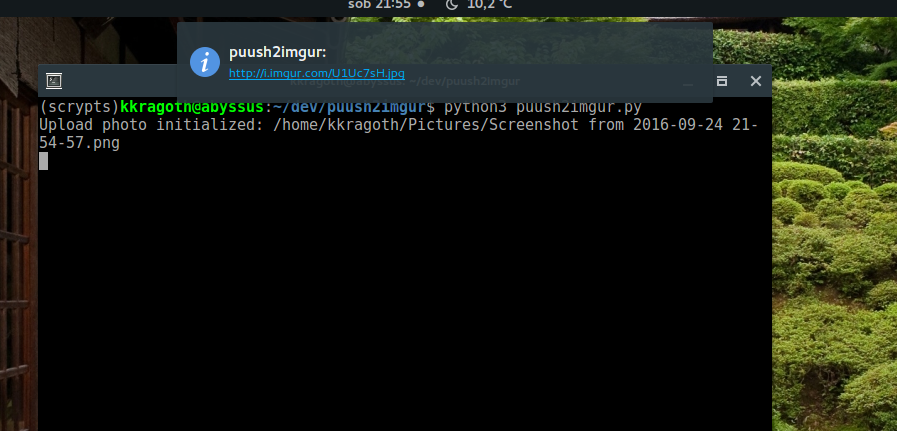 sob 21:55 ● 10,2 ℃
puush2imgur:
http://i.imgur.com/U1Uc7sH.jpg
kkragoth@abyssus: ~/dev/puush2imgur
(scrypts)kkragoth@abyssus:~/dev/puush2imgur$ python3 puush2imgur.py
Upload photo initialized: /home/kkragoth/Pictures/Screenshot from 2016-09-24 21-
54-57.png